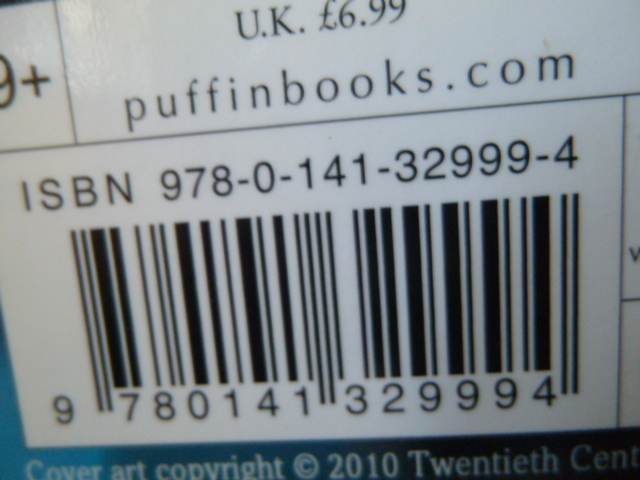 U.K. £6.99
9+
puffinbooks.com
ISBN 978-0-141-32999-4
9 780141 329994
Cover art copyright © 2010 Twentieth Cent